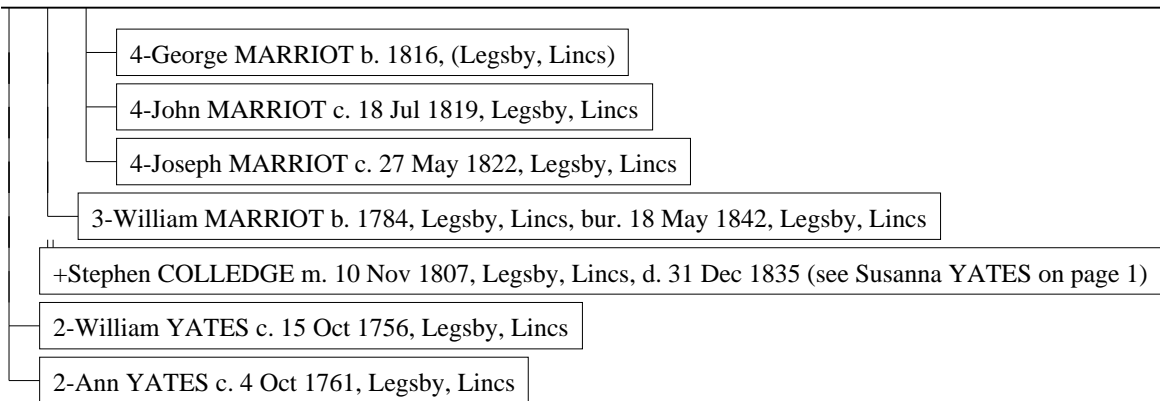 4-George MARRIOT b. 1816, (Legsby, Lincs)
4-John MARRIOT c. 18 Jul 1819, Legsby, Lincs
4-Joseph MARRIOT c. 27 May 1822, Legsby, Lincs
3-William MARRIOT b. 1784, Legsby, Lincs, bur. 18 May 1842, Legsby, Lincs
+Stephen COLLEDGE m. 10 Nov 1807, Legsby, Lincs, d. 31 Dec 1835 (see Susanna YATES on page 1)
2-William YATES c. 15 Oct 1756, Legsby, Lincs
2-Ann YATES c. 4 Oct 1761, Legsby, Lincs